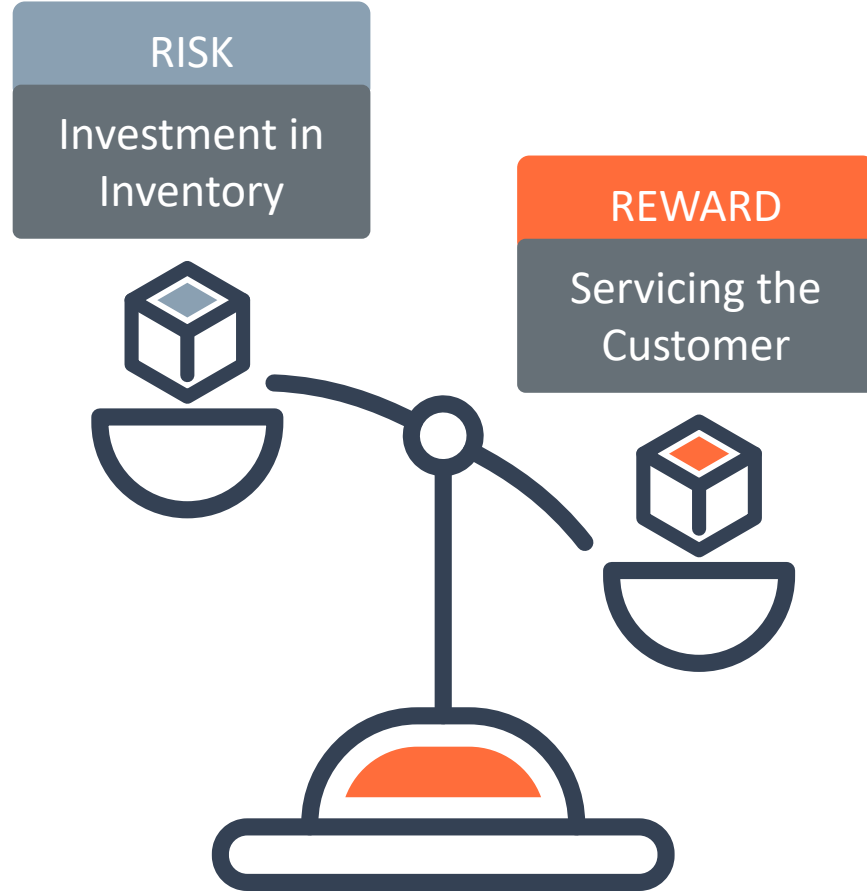 RISK
Investment in
Inventory
REWARD
Servicing the
Customer